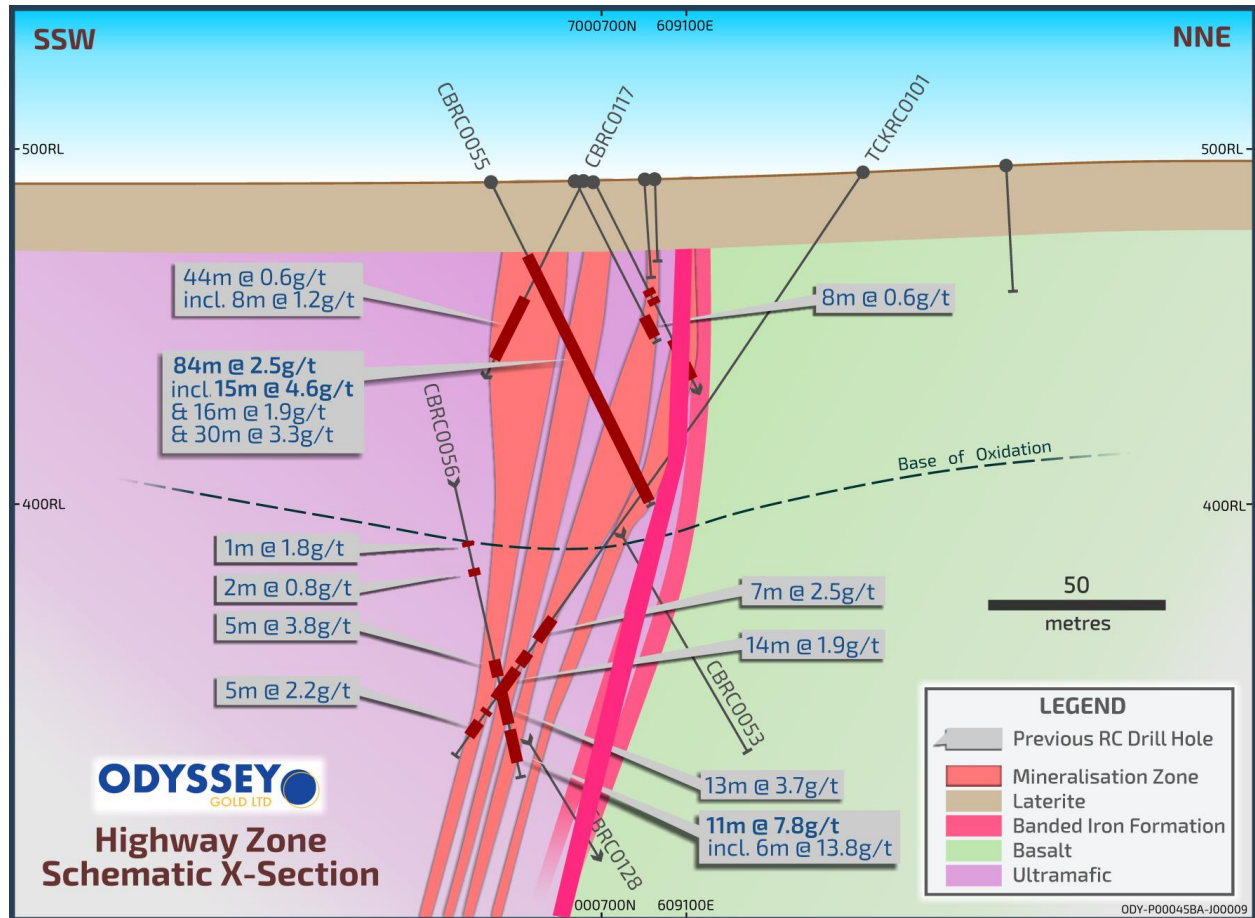 7000700N 609100E
SSW
NNE
CBRC0055
CBRC0117
TCKRC0101
500RL
500RL
44m @ 0.6g/t
incl. 8m @ 1.2g/t
8m @ 0.6g/t
84m @ 2.5g/t
incl. 15m @ 4.6g/t
& 16m @ 1.9g/t
& 30m @ 3.3g/t
CBRC0056
Base of Oxidation
400RL
400RL
1m @ 1.8g/t
2m @ 0.8g/t
5m @ 3.8g/t
5m @ 2.2g/t
7m @ 2.5g/t
14m @ 1.9g/t
50
metres
CBRC0053
13m @ 3.7g/t
11m @ 7.8g/t
incl. 6m @ 13.8g/t
CBRC0128
ODYSSEY
GOLD LTD
Highway Zone
Schematic X-Section
LEGEND
Previous RC Drill Hole
Mineralisation Zone
Laterite
Banded Iron Formation
Basalt
Ultramafic
000700N 609100E
ODY-P00045BA-J00009